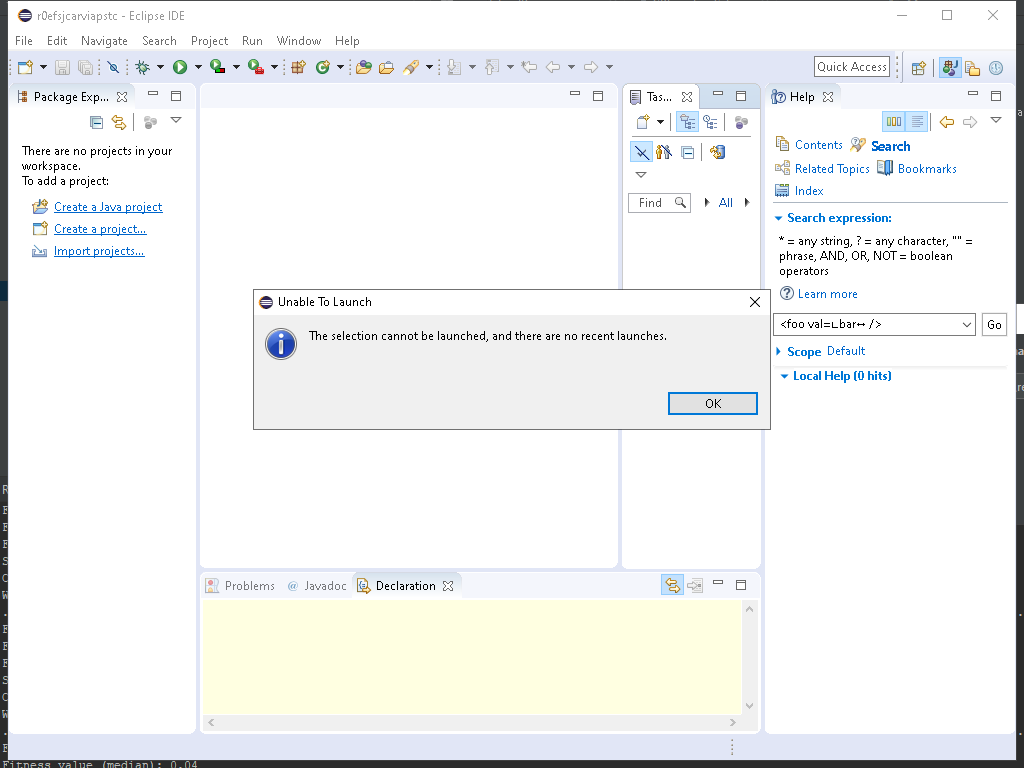 r0efsjcarviapstc - Eclipse IDE
File Edit Navigate Search Project Run Window Help
Quick Access
Package Exp...
There are no projects in your
workspace.
To add a project:
Create a Java project
Create a project...
Import projects...
Tas...
Find
All
Help
Contents Search
Related Topics Bookmarks
Index
Search expression:
* = any string, ? = any character, "" =
phrase, AND, OR, NOT = boolean
operators
Learn more
<foo val=∟bar↔ />
Go
Scope Default
Local Help (0 hits)
Unable To Launch
The selection cannot be launched, and there are no recent launches.
OK
Problems @ Javadoc Declaration
Fitness value (median): 0.04